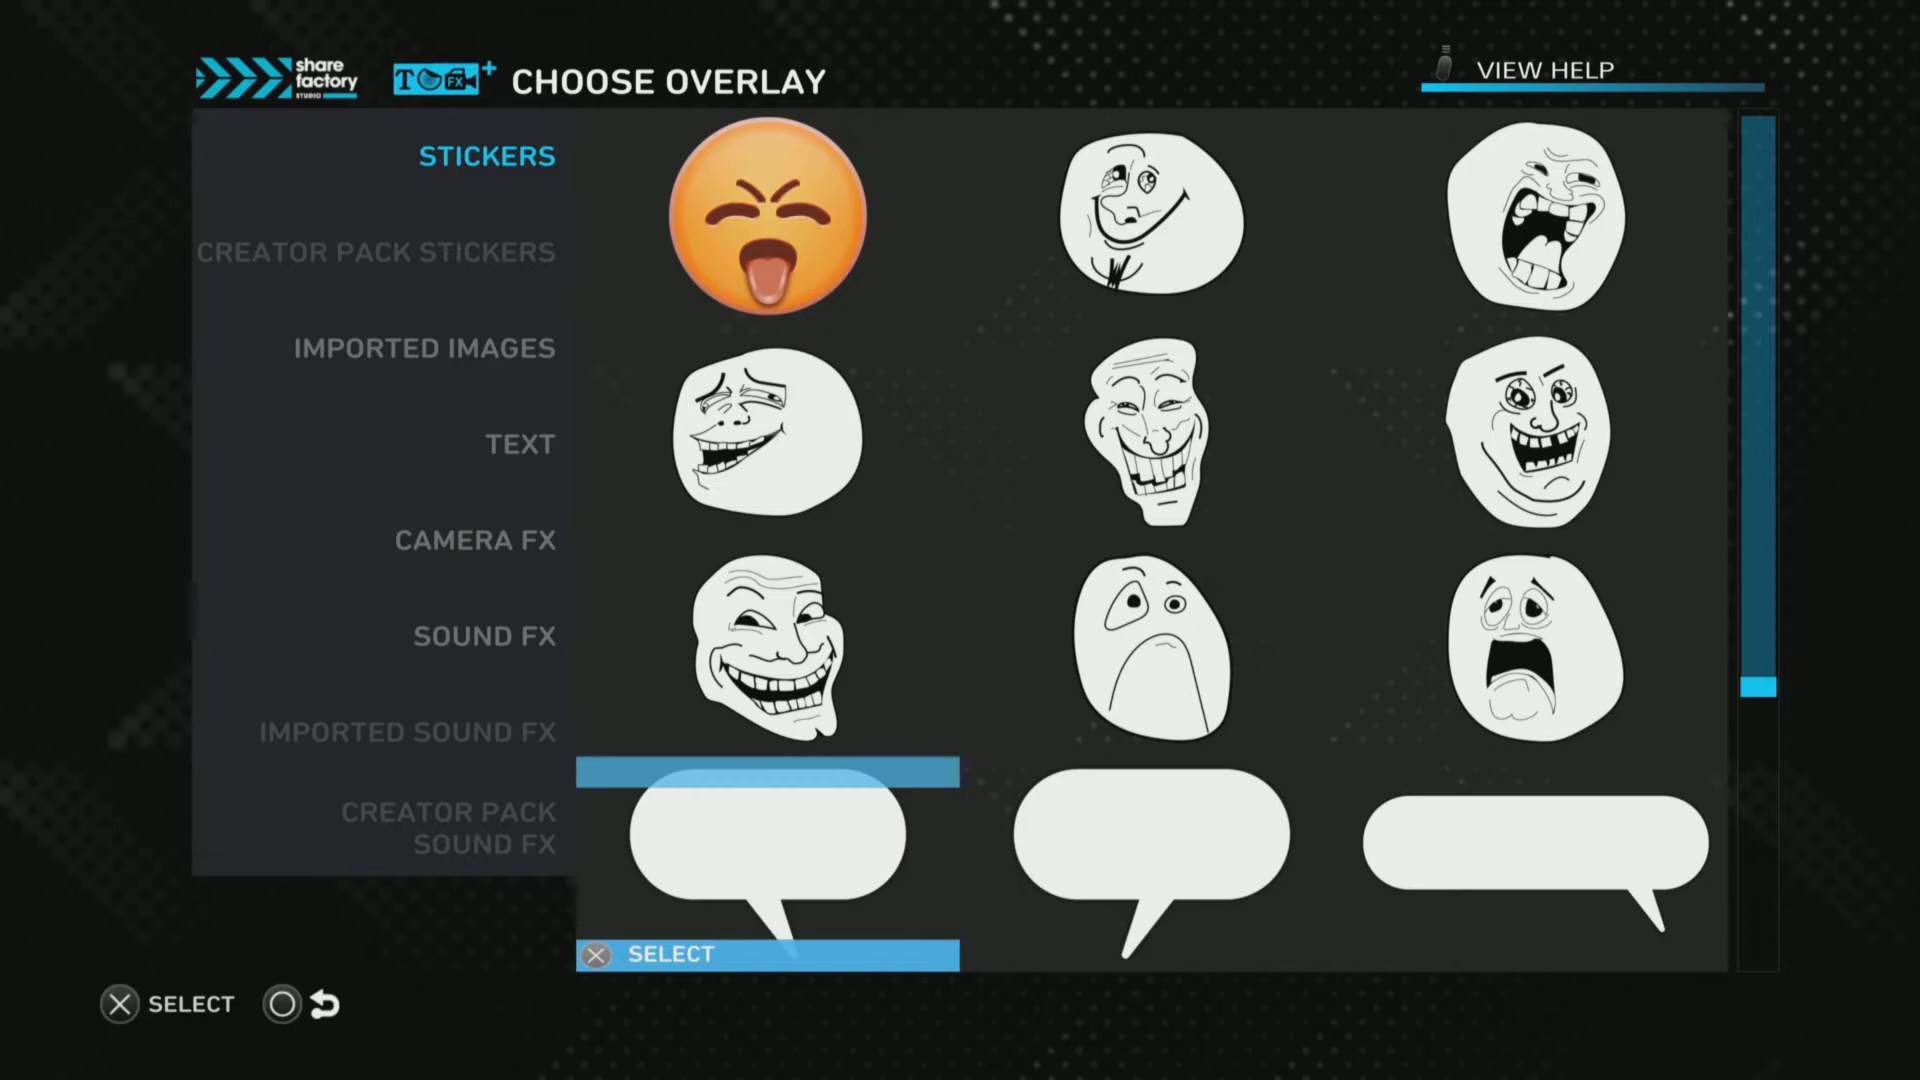 share
factory
STUDIO
T FX+
CHOOSE OVERLAY
VIEW HELP
STICKERS
CREATOR PACK STICKERS
IMPORTED IMAGES
TEXT
CAMERA FX
SOUND FX
IMPORTED SOUND FX
CREATOR PACK
SOUND FX
SELECT
SELECT